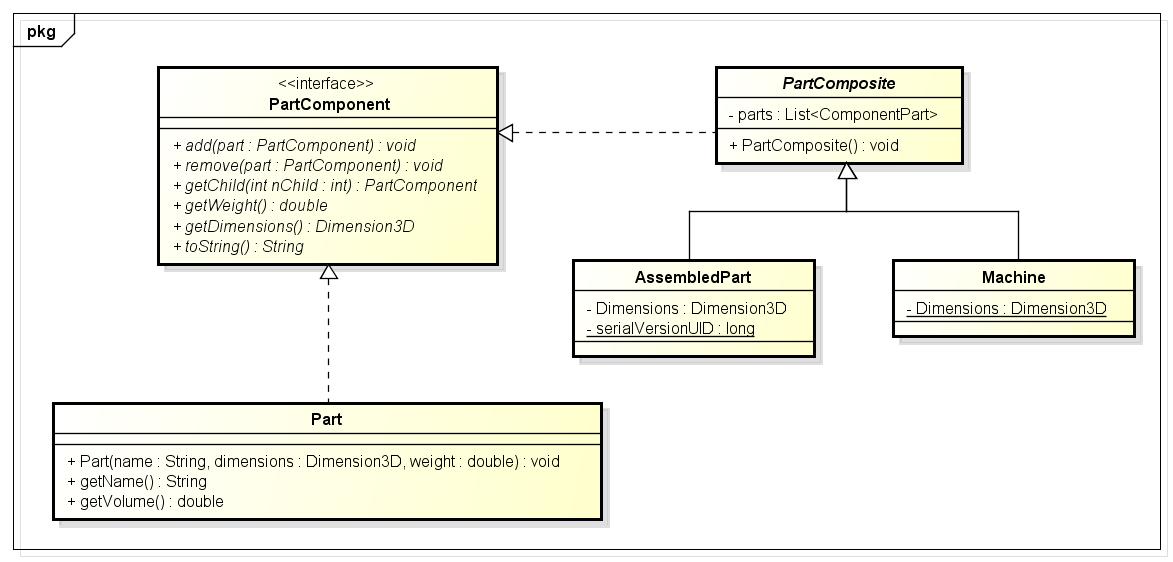 pkg
<<interface>>
PartComponent
+ add(part : PartComponent) : void
+ remove(part : PartComponent) : void
+ getChild(int nChild : int) : PartComponent
+ getWeight() : double
+ getDimensions() : Dimension3D
+ toString() : String
PartComposite
- parts : List<ComponentPart>
+ PartComposite() : void
AssembledPart
- Dimensions : Dimension3D
- serialVersionUID : long
Machine
- Dimensions : Dimension3D
Part
+ Part(name : String, dimensions : Dimension3D, weight : double) : void
+ getName() : String
+ getVolume() : double